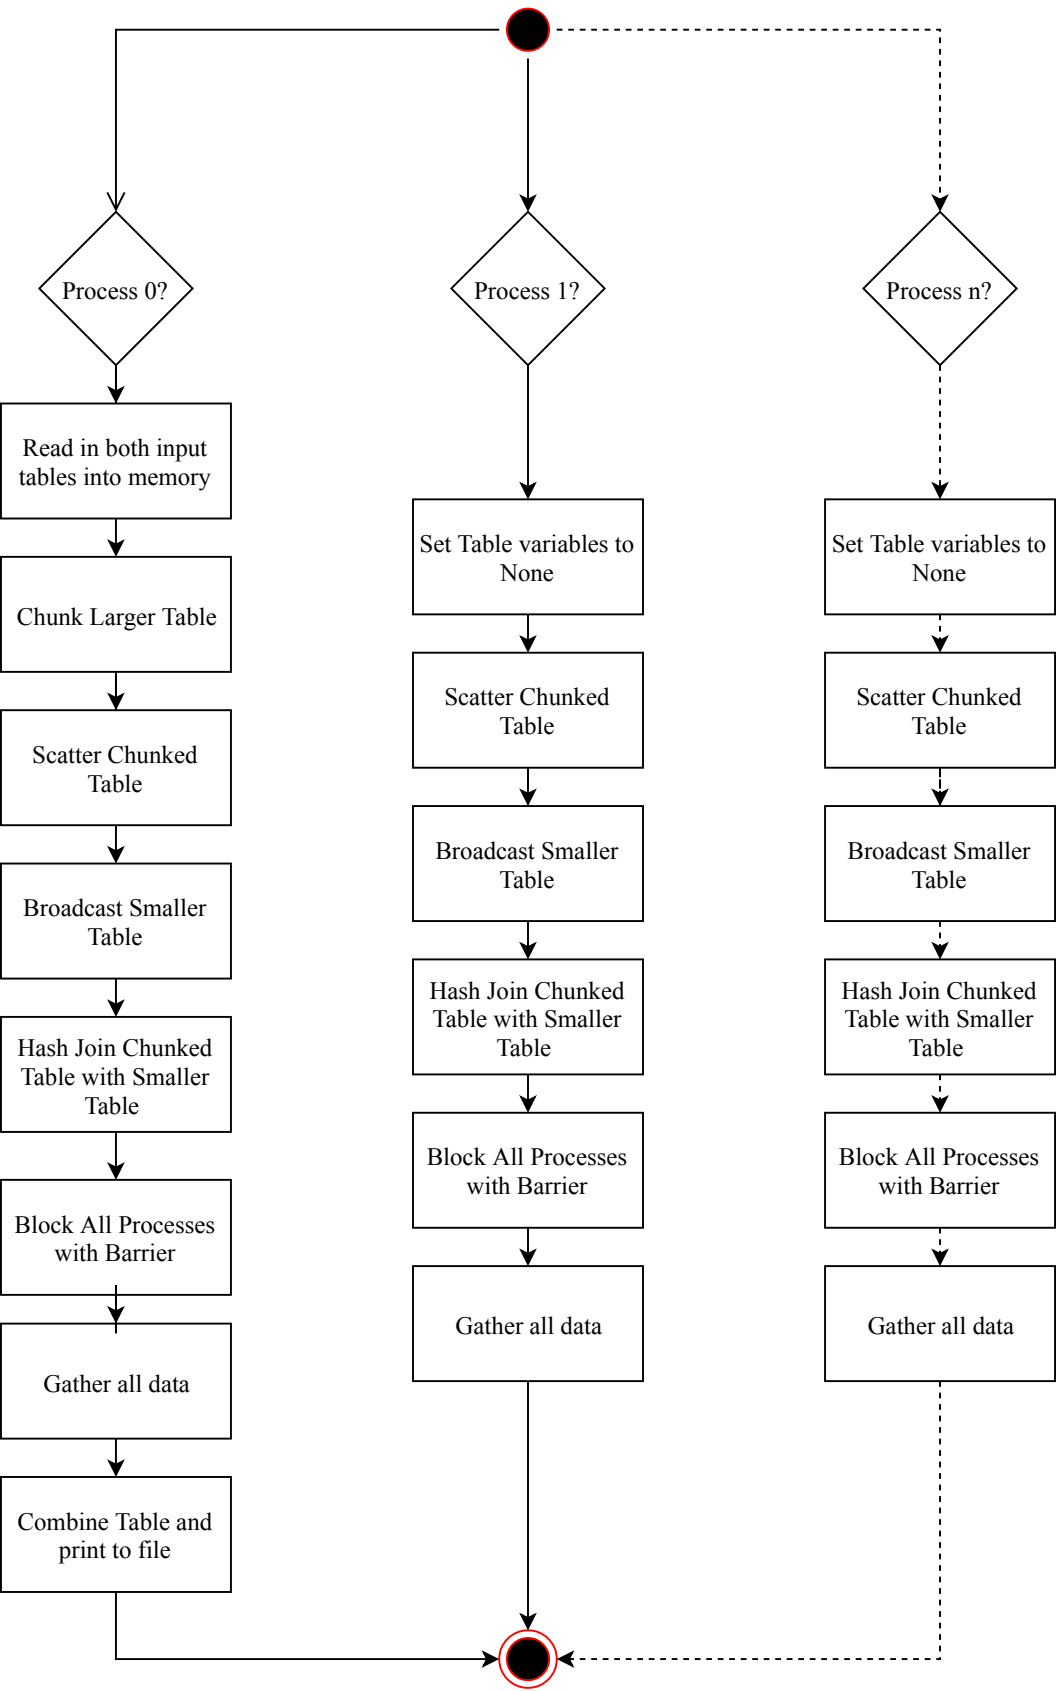 Process 0?
Process 1?
Process n?
Read in both input
tables into memory
Chunk Larger Table
Scatter Chunked
Table
Broadcast Smaller
Table
Hash Join Chunked
Table with Smaller
Table
Block All Processes
with Barrier
Gather all data
Combine Table and
print to file
Set Table variables to
None
Scatter Chunked
Table
Broadcast Smaller
Table
Hash Join Chunked
Table with Smaller
Table
Block All Processes
with Barrier
Gather all data
Set Table variables to
None
Scatter Chunked
Table
Broadcast Smaller
Table
Hash Join Chunked
Table with Smaller
Table
Block All Processes
with Barrier
Gather all data